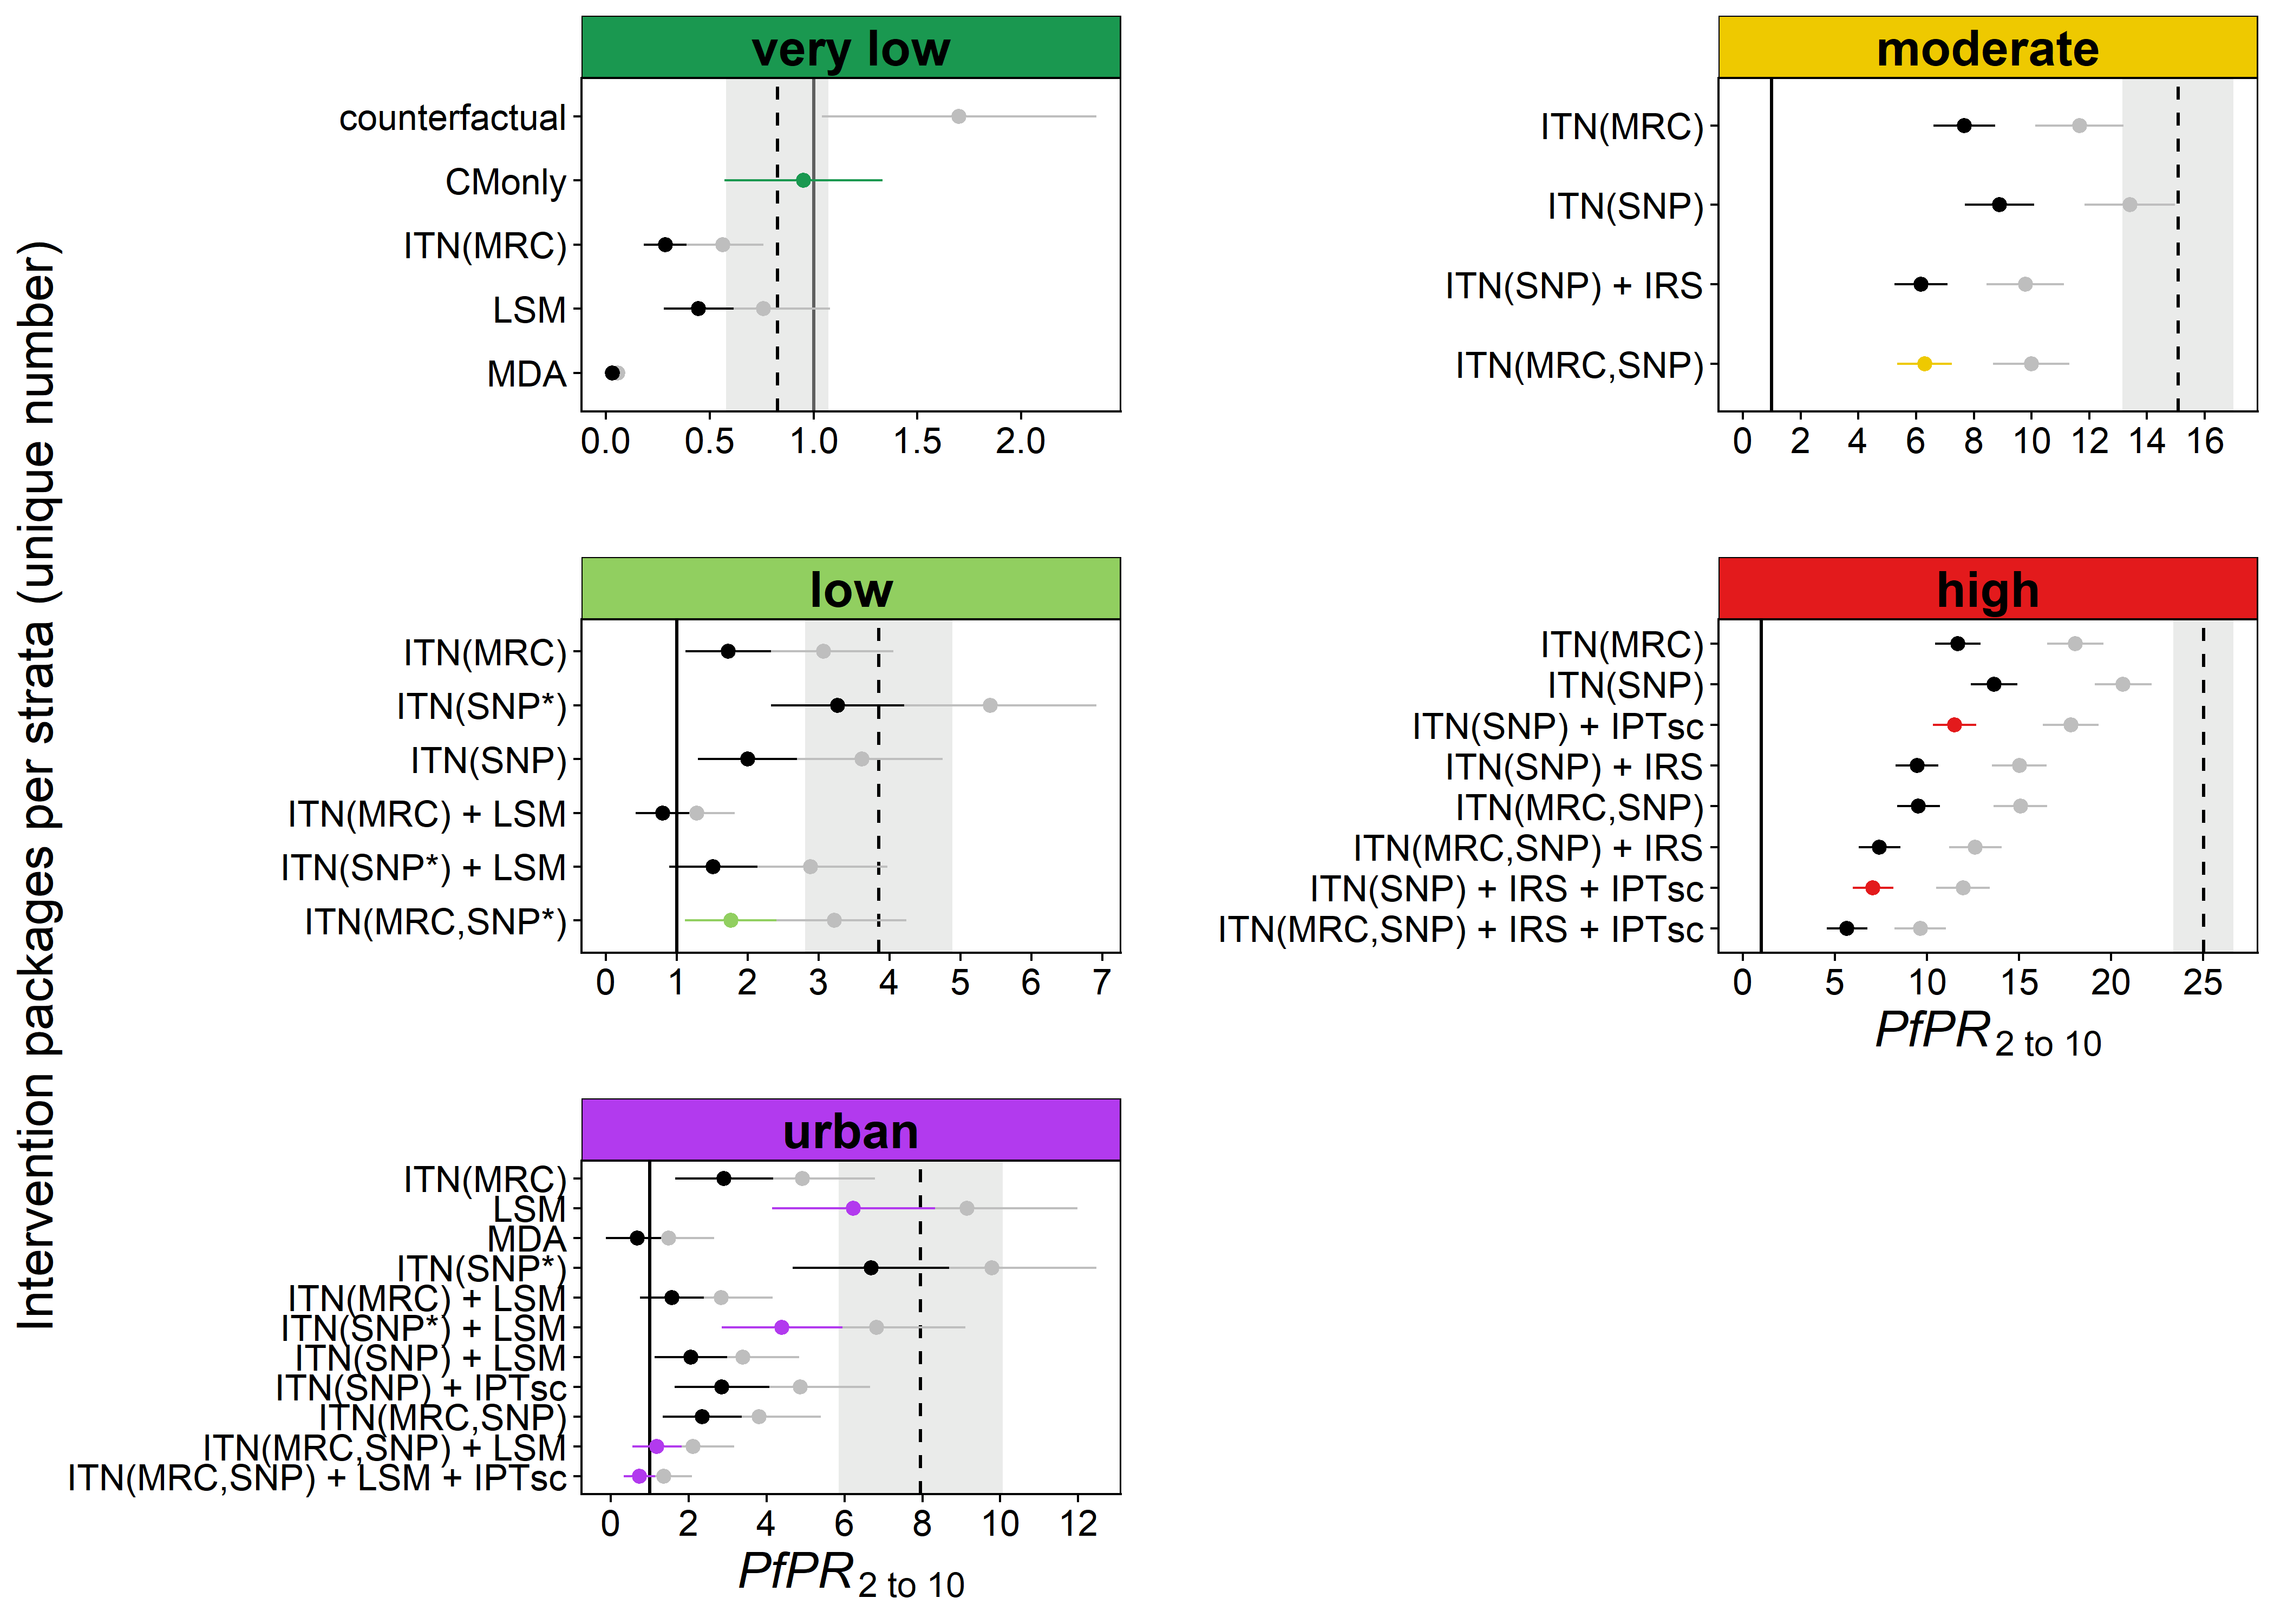 Intervention packages per strata (unique number)
very low
counterfactual
CMonly
ITN(MRC)
LSM
MDA
0.0 0.5 1.0 1.5 2.0
moderate
ITN(MRC)
ITN(SNP)
ITN(SNP) + IRS
ITN(MRC,SNP)
0 2 4 6 8 10 12 14 16
low
ITN(MRC)
ITN(SNP*)
ITN(SNP)
ITN(MRC) + LSM
ITN(SNP*) + LSM
ITN(MRC,SNP*)
0 1 2 3 4 5 6 7
high
ITN(MRC)
ITN(SNP)
ITN(SNP) + IPTsc
ITN(SNP) + IRS
ITN(MRC,SNP)
ITN(MRC,SNP) + IRS
ITN(SNP) + IRS + IPTsc
ITN(MRC,SNP) + IRS + IPTsc
0 5 10 15 20 25
PfPR 2 to 10
urban
ITN(MRC)
LSM
MDA
ITN(SNP*)
ITN(MRC) + LSM
ITN(SNP*) + LSM
ITN(SNP) + LSM
ITN(SNP) + IPTsc
ITN(MRC,SNP)
ITN(MRC,SNP) + LSM
ITN(MRC,SNP) + LSM + IPTsc
0 2 4 6 8 10 12
PfPR 2 to 10